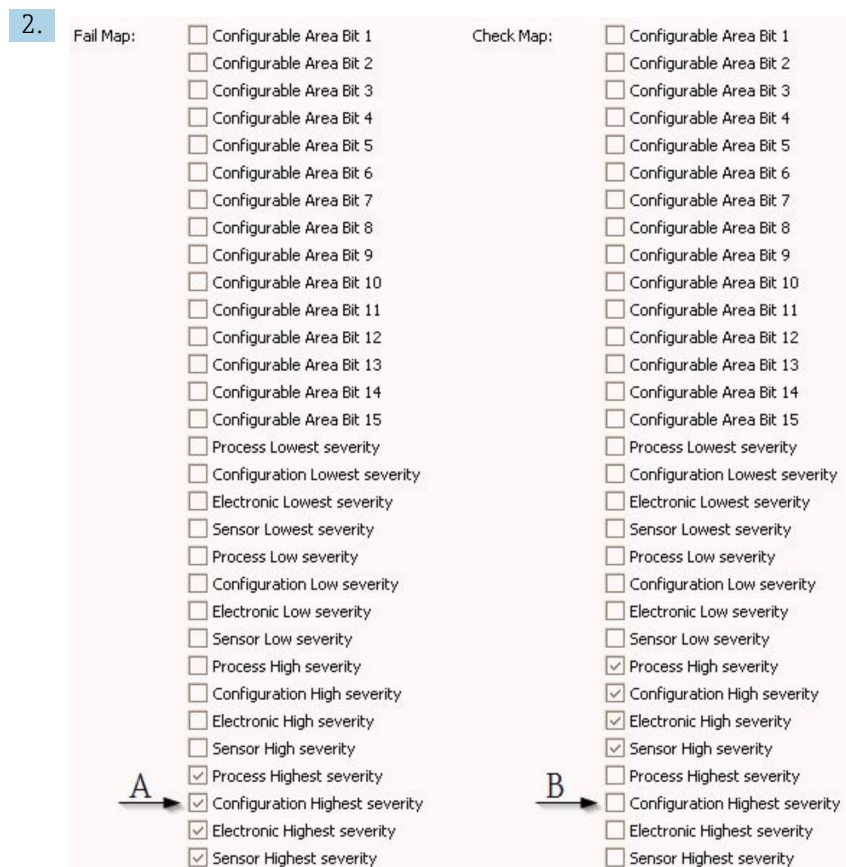 2.
Fail Map: Configurable Area Bit 1 Check Map: Configurable Area Bit 1
Configurable Area Bit 2 Configurable Area Bit 2
Configurable Area Bit 3 Configurable Area Bit 3
Configurable Area Bit 4 Configurable Area Bit 4
Configurable Area Bit 5 Configurable Area Bit 5
Configurable Area Bit 6 Configurable Area Bit 6
Configurable Area Bit 7 Configurable Area Bit 7
Configurable Area Bit 8 Configurable Area Bit 8
Configurable Area Bit 9 Configurable Area Bit 9
Configurable Area Bit 10 Configurable Area Bit 10
Configurable Area Bit 11 Configurable Area Bit 11
Configurable Area Bit 12 Configurable Area Bit 12
Configurable Area Bit 13 Configurable Area Bit 13
Configurable Area Bit 14 Configurable Area Bit 14
Configurable Area Bit 15 Configurable Area Bit 15
Process Lowest severity Process Lowest severity
Configuration Lowest severity Configuration Lowest severity
Electronic Lowest severity Electronic Lowest severity
Sensor Lowest severity Sensor Lowest severity
Process Low severity Process Low severity
Configuration Low severity Configuration Low severity
Electronic Low severity Electronic Low severity
Sensor Low severity Sensor Low severity
Process High severity Process High severity
Configuration High severity Configuration High severity
Electronic High severity Electronic High severity
Sensor High severity Sensor High severity
Process Highest severity Process Highest severity
A Configuration Highest severity B Configuration Highest severity
Electronic Highest severity Electronic Highest severity
Sensor Highest severity Sensor Highest severity